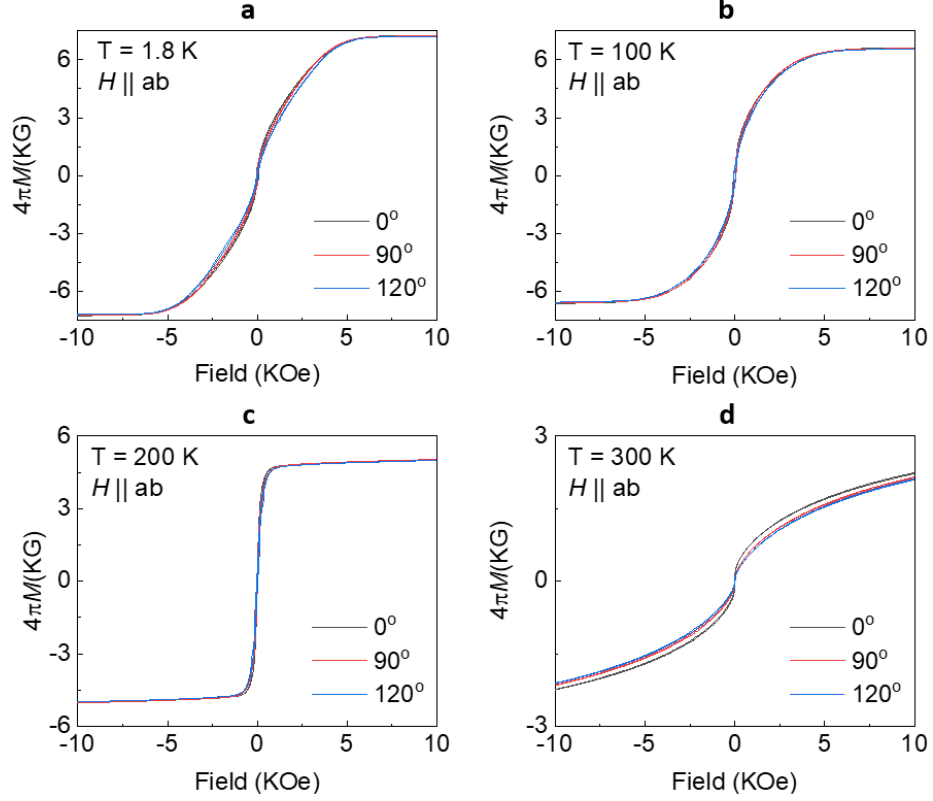 a
T = 1.8 K
H || ab
4πM(KG)
6
3
0
-3
-6
0°
90°
120°
-10
-5
0
5
10
Field (KOe)
b
T = 100 K
H || ab
4πM(KG)
6
3
0
-3
-6
0°
90°
120°
-10
-5
0
5
10
Field (KOe)
c
T = 200 K
H || ab
4πM(KG)
6
3
0
-3
-6
0°
90°
120°
-10
-5
0
5
10
Field (KOe)
d
T = 300 K
H || ab
4πM(KG)
3
0
-3
0°
90°
120°
-10
-5
0
5
10
Field (KOe)